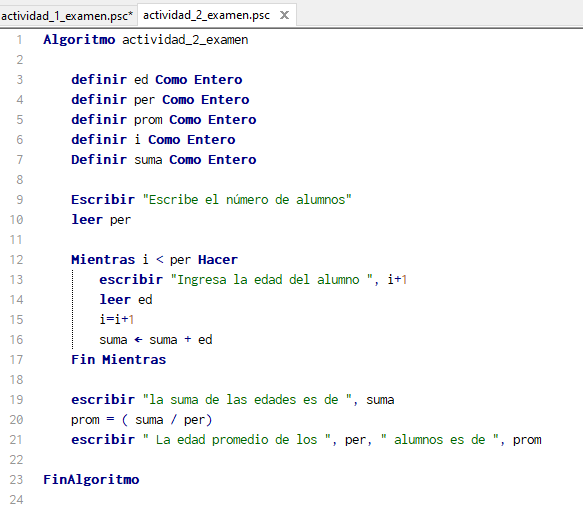 actividad_1_examen.psc* actividad_2_examen.psc ✕
1 Algoritmo actividad_2_examen
2
3 definir ed Como Entero
4 definir per Como Entero
5 definir prom Como Entero
6 definir i Como Entero
7 Definir suma Como Entero
8
9 Escribir "Escribe el número de alumnos"
10 leer per
11
12 Mientras i < per Hacer
13 escribir "Ingresa la edad del alumno ", i+1
14 leer ed
15 i=i+1
16 suma ← suma + ed
17 Fin Mientras
18
19 escribir "la suma de las edades es de ", suma
20 prom = ( suma / per)
21 escribir " La edad promedio de los ", per, " alumnos es de ", prom
22
23 FinAlgoritmo
24